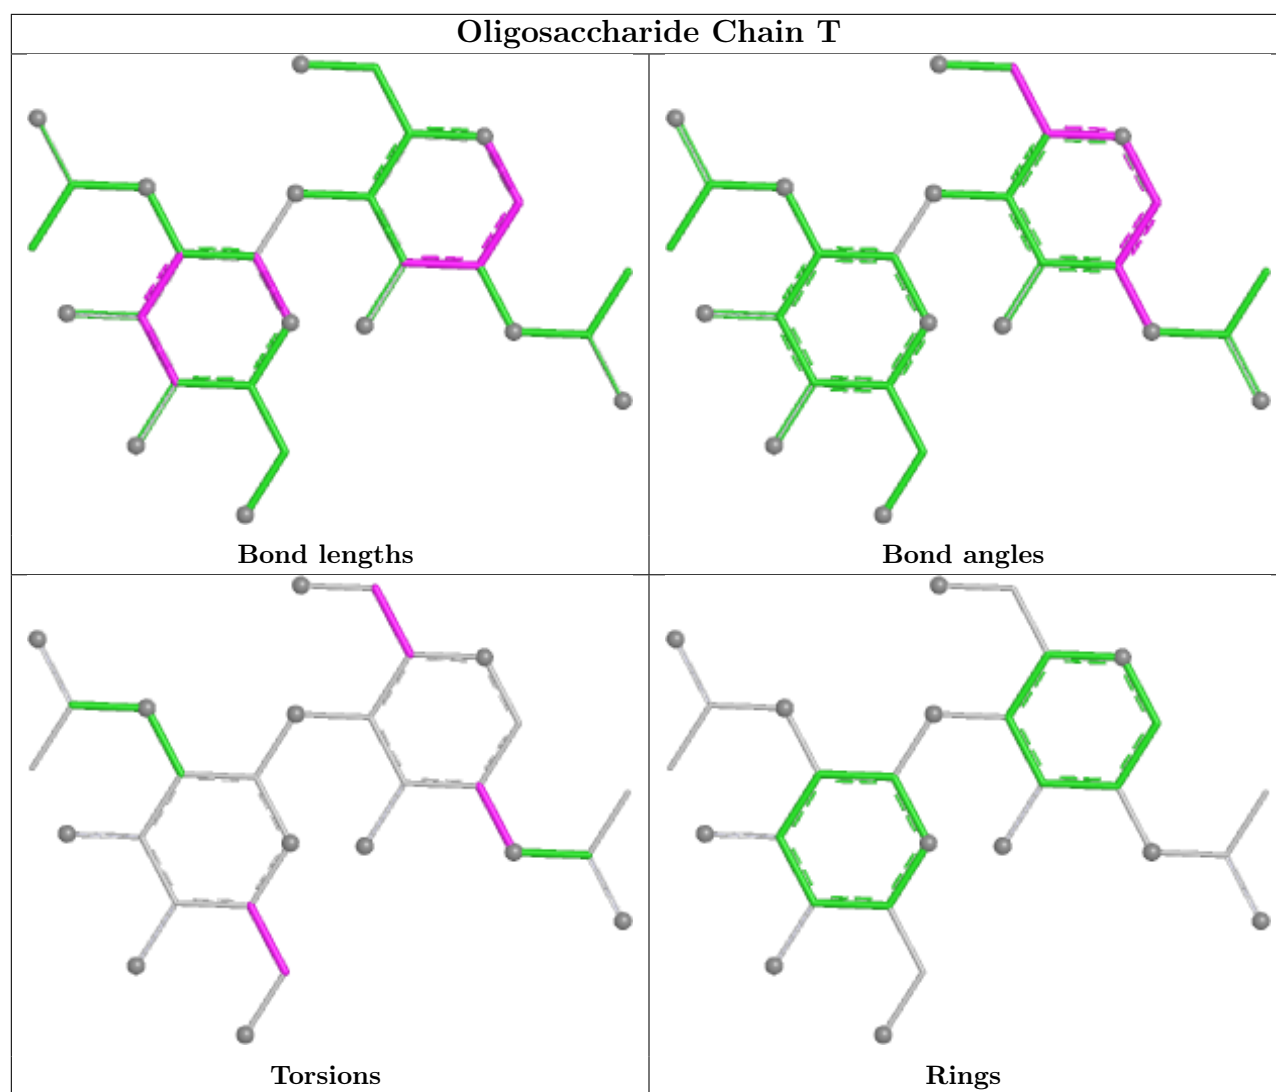 Oligosaccharide Chain T
Bond lengths
Bond angles
Torsions
Rings